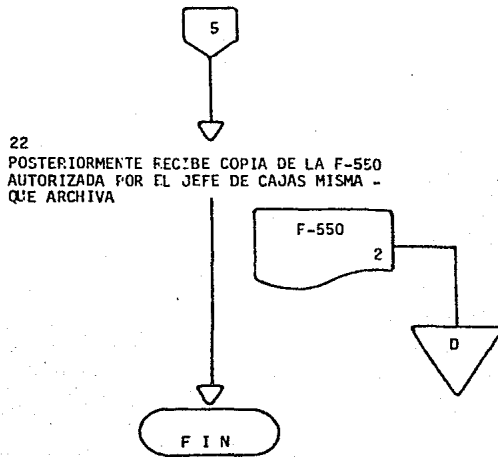 5
22
POSTERIORMENTE RECIBE COPIA DE LA F-550
AUTORIZADA POR EL JEFE DE CAJAS MISMA -
QUE ARCHIVA
F-550
2
D
F I N